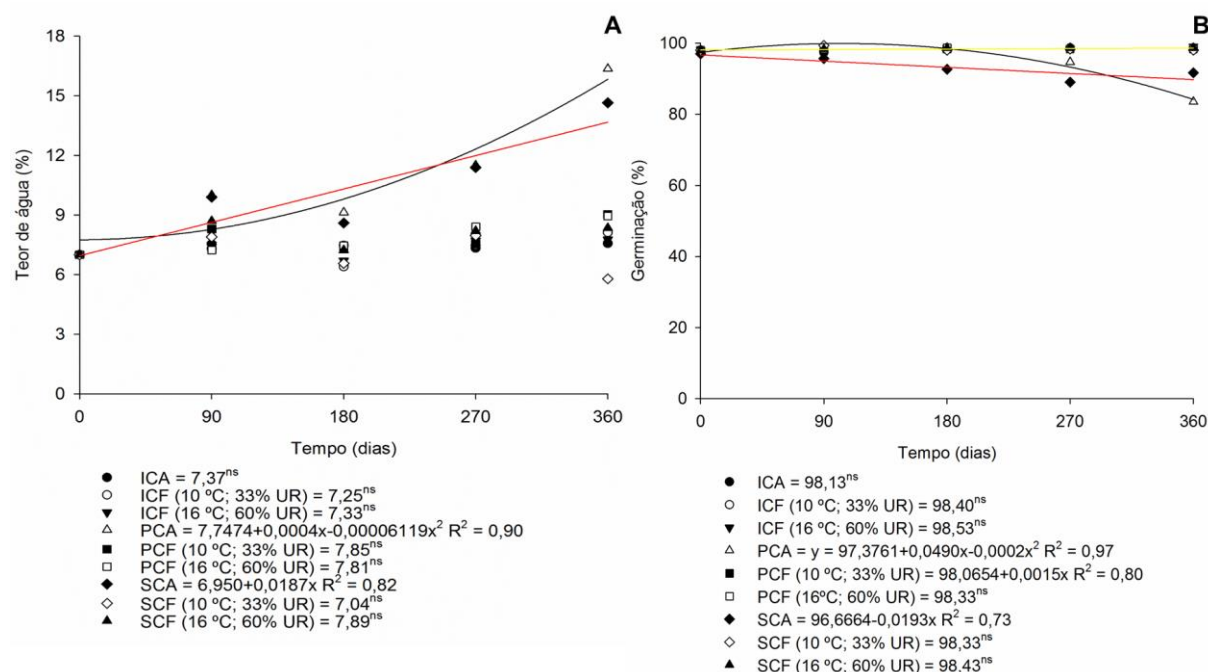 A
18
15
12
9
6
3
0
Teor de água (%)
0 90 180 270 360
Tempo (dias)
ICA = 7,37ns
ICF (10 ºC; 33% UR) = 7,25ns
ICF (16 ºC; 60% UR) = 7,33ns
PCA = 7,7474+0,0004x-0,00006119x² R² = 0,90
PCF (10 ºC; 33% UR) = 7,85ns
PCF (16 ºC; 60% UR) = 7,81ns
SCA = 6,950+0,0187x R² = 0,82
SCF (10 ºC; 33% UR) = 7,04ns
SCF (16 ºC; 60% UR) = 7,89ns
B
100
80
60
40
20
0
Germinação (%)
0 90 180 270 360
Tempo (dias)
ICA = 98,13ns
ICF (10 ºC; 33% UR) = 98,40ns
ICF (16 ºC; 60% UR) = 98,53ns
PCA = y = 97,3761+0,0490x-0,0002x² R² = 0,97
PCF (10 ºC; 33% UR) = 98,0654+0,0015x R² = 0,80
PCF (16ºC; 60% UR) = 98,33ns
SCA = 96,6664-0,0193x R² = 0,73
SCF (10 ºC; 33% UR) = 98,33ns
SCF (16 ºC; 60% UR) = 98,43ns